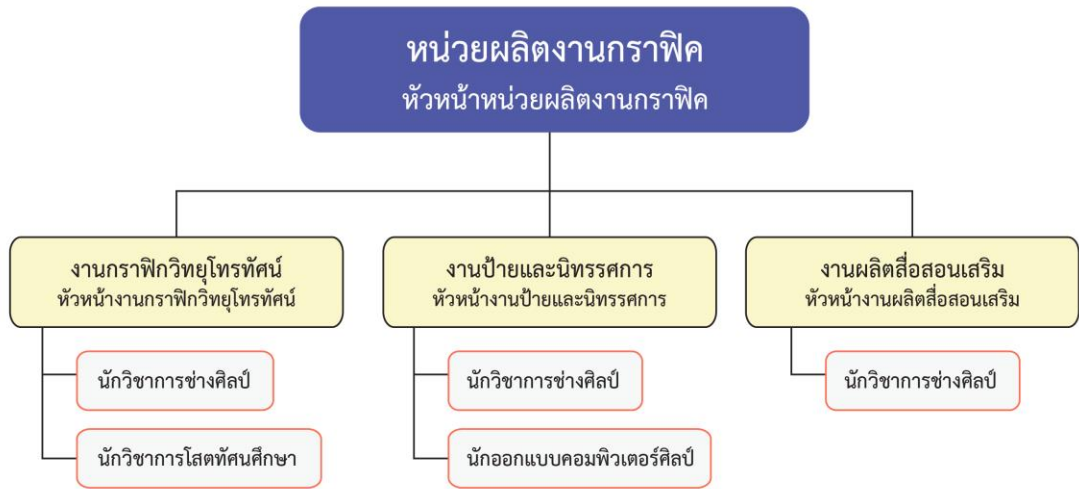 หน่วยผลิตงานกราฟิค
หัวหน้าหน่วยผลิตงานกราฟิค
งานกราฟิกวิทยุโทรทัศน์
หัวหน้างานกราฟิกวิทยุโทรทัศน์
นักวิชาการช่างศิลป์
นักวิชาการโสตทัศนศึกษา
งานป้ายและนิทรรศการ
หัวหน้างานป้ายและนิทรรศการ
นักวิชาการช่างศิลป์
นักออกแบบคอมพิวเตอร์ศิลป์
งานผลิตสื่อสอนเสริม
หัวหน้างานผลิตสื่อสอนเสริม
นักวิชาการช่างศิลป์